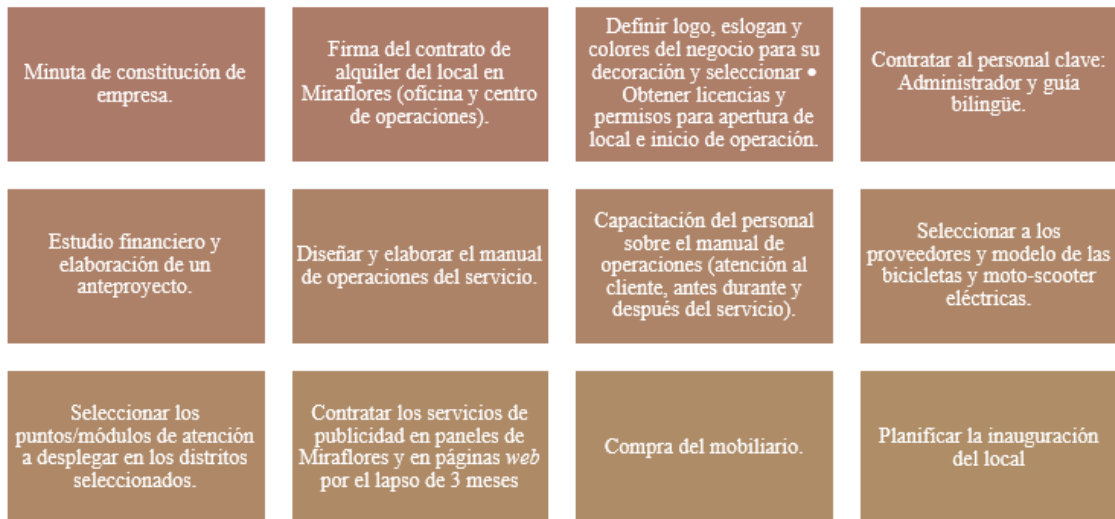 Minuta de constitución de
empresa.
Firma del contrato de
alquiler del local en
Miraflores (oficina y centro
de operaciones).
Definir logo, eslogan y
colores del negocio para su
decoración y seleccionar •
Obtener licencias y
permisos para apertura de
local e inicio de operación.
Contratar al personal clave:
Administrador y guía
bilingüe.
Estudio financiero y
elaboración de un
anteproyecto.
Diseñar y elaborar el manual
de operaciones del servicio.
Capacitación del personal
sobre el manual de
operaciones (atención al
cliente, antes durante y
después del servicio).
Seleccionar a los
proveedores y modelo de las
bicicletas y moto-scooter
eléctricas.
Seleccionar los
puntos/módulos de atención
a desplegar en los distritos
seleccionados.
Contratar los servicios de
publicidad en paneles de
Miraflores y en páginas web
por el lapso de 3 meses
Compra del mobiliario.
Planificar la inauguración
del local